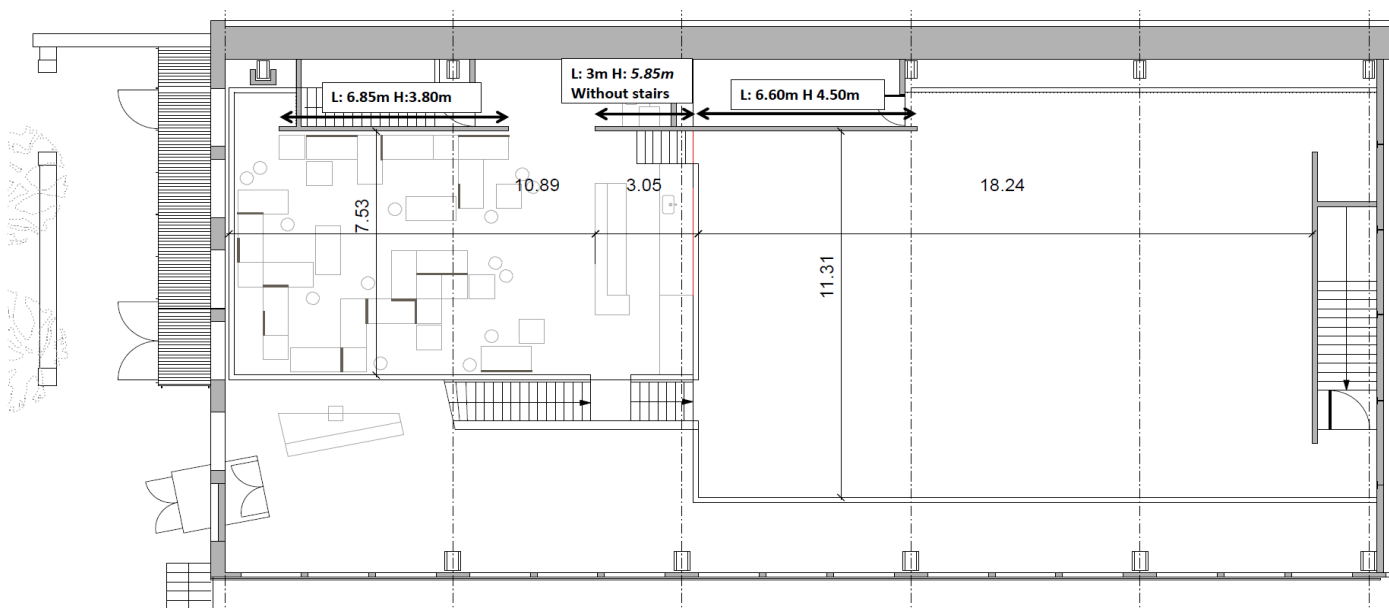 L: 3m H: 5.85m
Without stairs
L: 6.85m H:3.80m
L: 6.60m H 4.50m
10.89
3.05
18.24
7.53
11.31